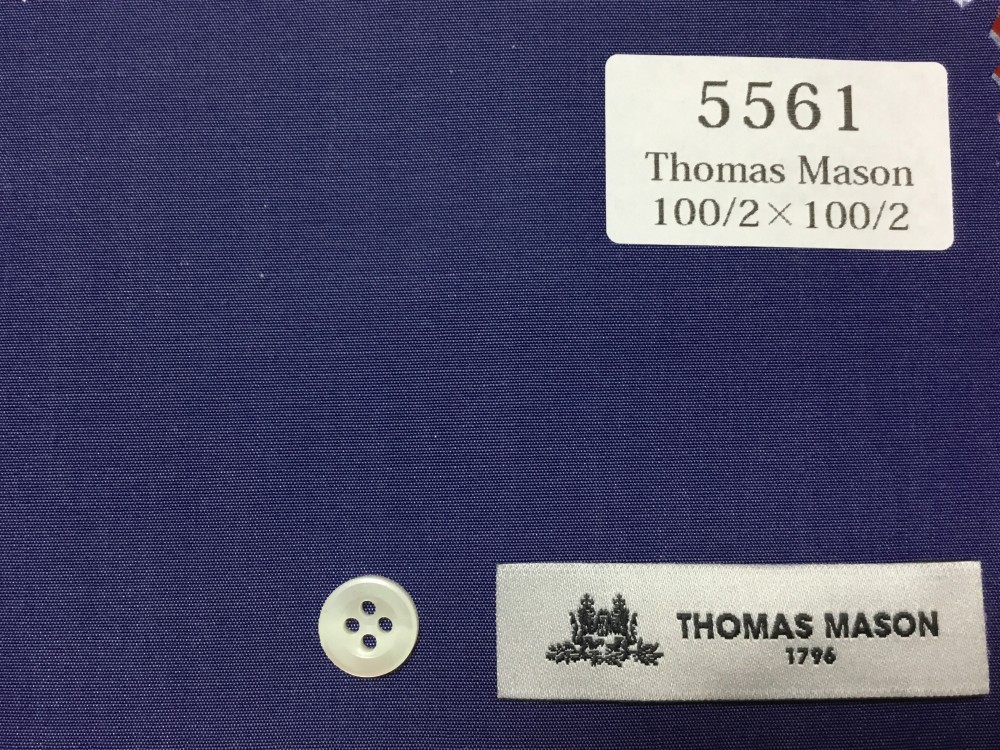 5561
Thomas Mason
100/2×100/2
THOMAS MASON
1796